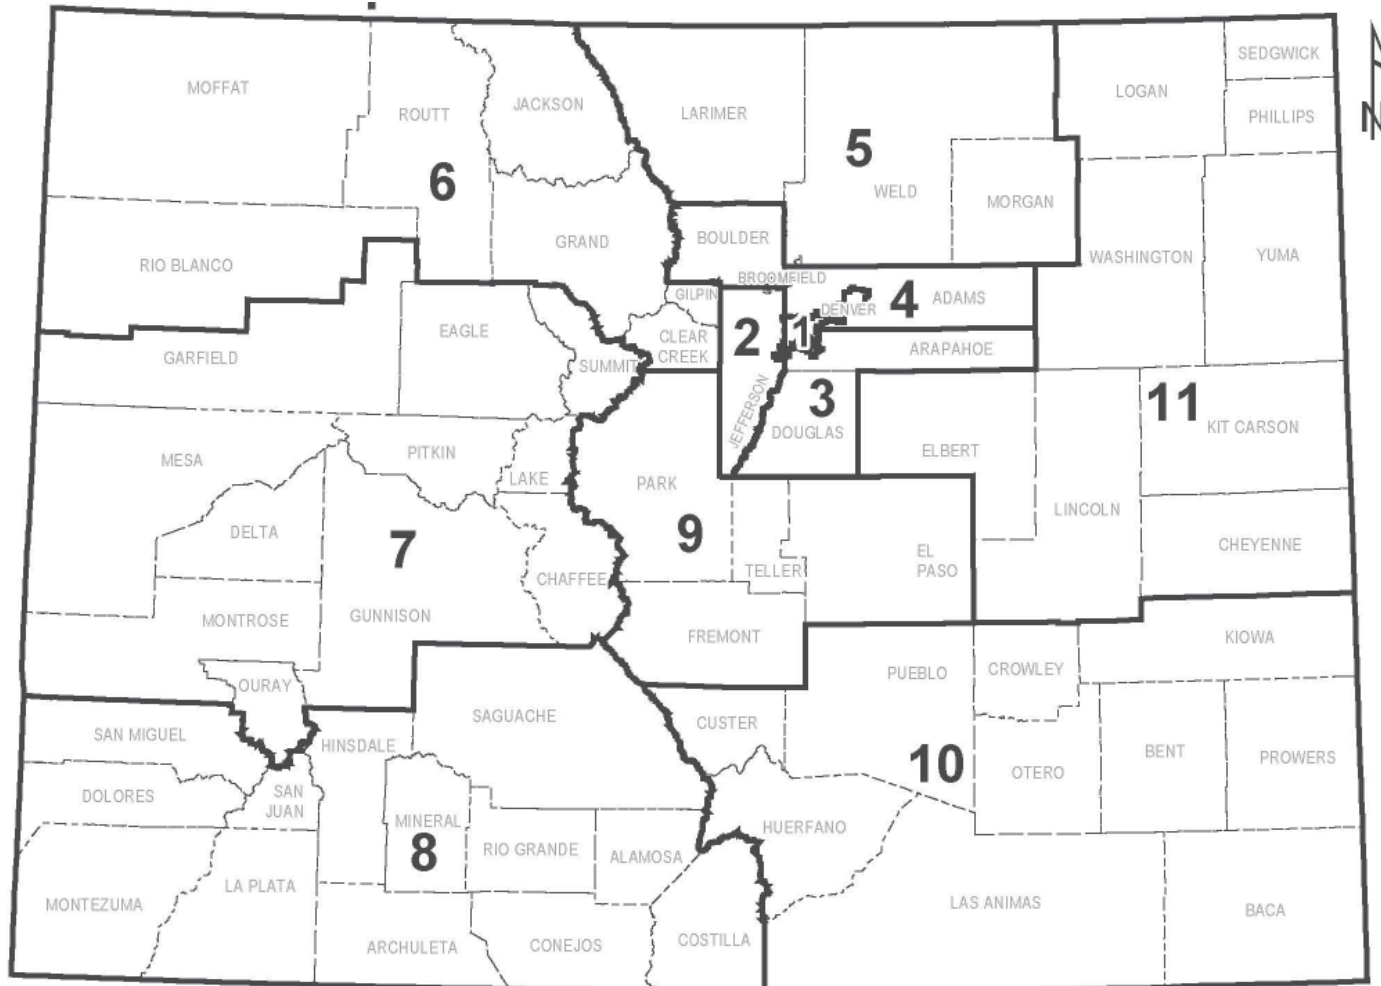 SEDGWICK
MOFFAT
LOGAN
JACKSON
ROUTT
LARIMER
PHILLIPS
N
5
6
WELD
MORGAN
BOULDER
GRAND
YUMA
WASHINGTON
RIO BLANCO
BROOMFIELD
GILPIN
4
ADAMS
DENVER
EAGLE
2
1
CLEAR
CREEK
ARAPAHOE
GARFIELD
SUMMIT
3
11
JEFFERSON
DOUGLAS
KIT CARSON
PITKIN
ELBERT
MESA
LAKE
PARK
LINCOLN
DELTA
9
7
CHEYENNE
EL
PASO
TELLER
CHAFFEE
GUNNISON
MONTROSE
FREMONT
KIOWA
CROWLEY
PUEBLO
OURAY
SAGUACHE
CUSTER
SAN MIGUEL
HINSDALE
BENT
PROWERS
10
OTERO
SAN
JUAN
DOLORES
MINERAL
HUERFANO
8
RIO GRANDE
ALAMOSA
LA PLATA
MONTEZUMA
LAS ANIMAS
BACA
COSTILLA
CONEJOS
ARCHULETA